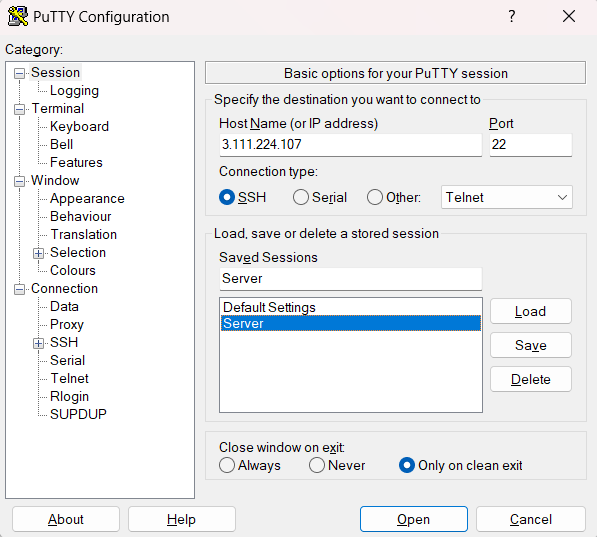 PuTTY Configuration
?
Category:
Session
Logging
Terminal
Keyboard
Bell
Features
Window
Appearance
Behaviour
Translation
Selection
Colours
Connection
Data
Proxy
SSH
Serial
Telnet
Rlogin
SUPDUP
Basic options for your PuTTY session
Specify the destination you want to connect to
Host Name (or IP address) Port
3.111.224.107 22
Connection type:
SSH Serial Other: Telnet
Load, save or delete a stored session
Saved Sessions
Server
Default Settings
Server
Load
Save
Delete
Close window on exit:
Always Never Only on clean exit
About Help Open Cancel